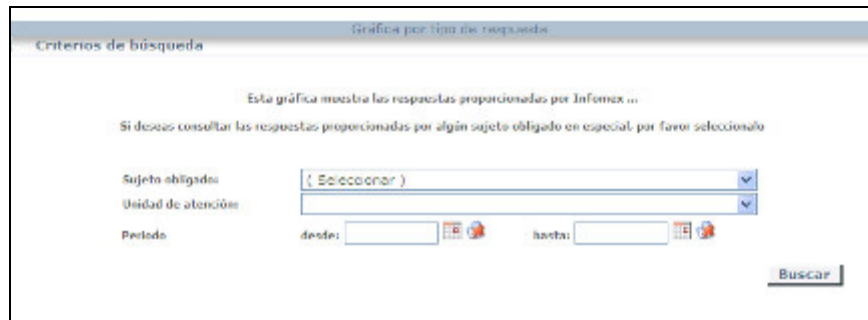 Gráfica por tipo de respuesta
Criterios de búsqueda
Esta gráfica muestra las respuestas proporcionadas por Infomex ...
Si deseas consultar las respuestas proporcionadas por algún sujeto obligado en especial, por favor seleccionalo
Sujeto obligado: ( Seleccionar )
Unidad de atención:
Periodo desde: hasta:
Buscar